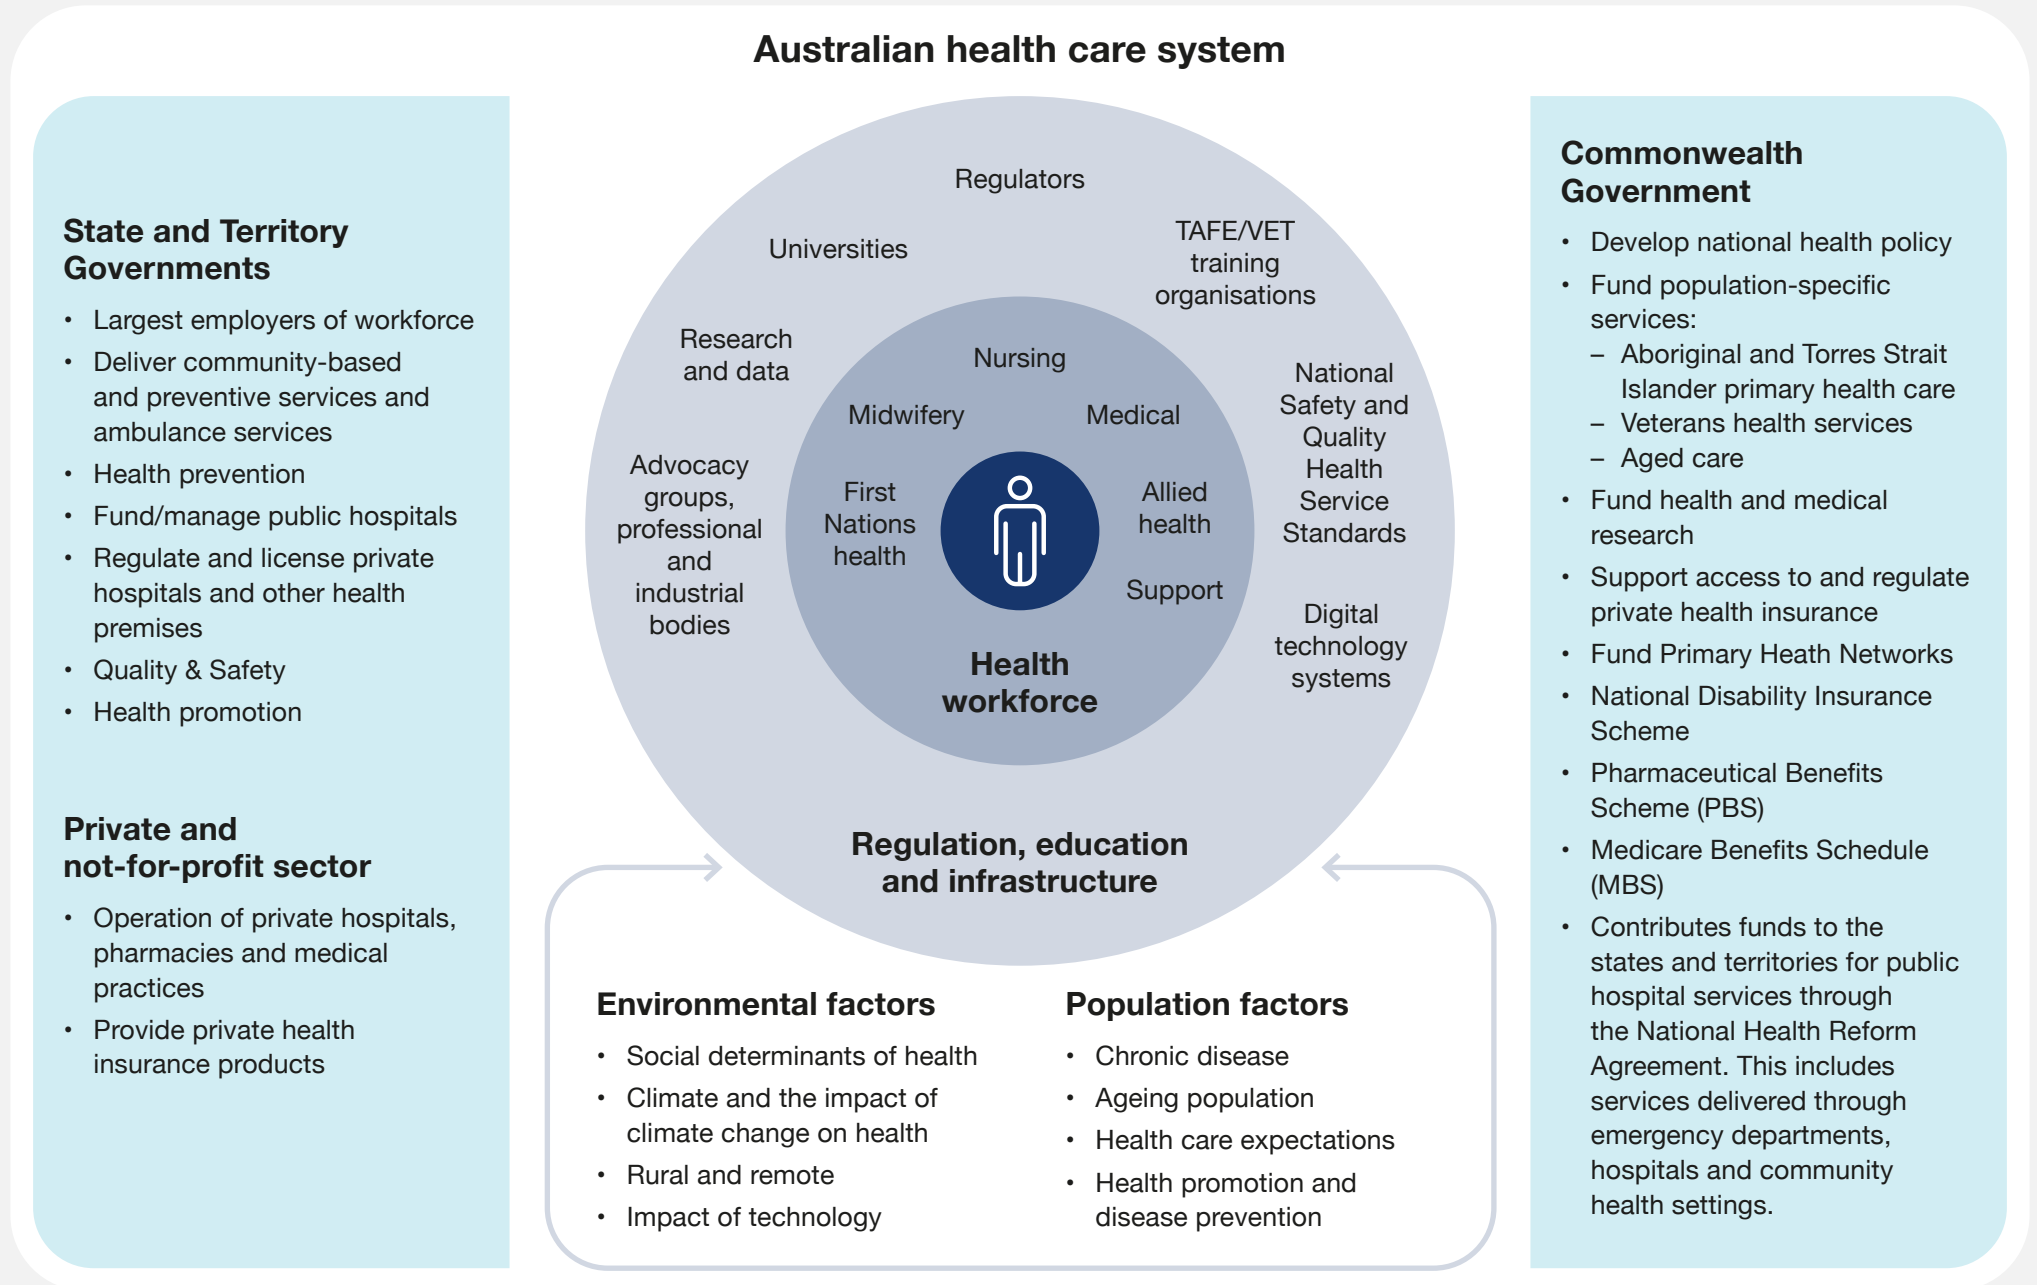 Australian health care system
State and Territory
Governments
• Largest employers of workforce
• Deliver community-based
and preventive services and
ambulance services
• Health prevention
• Fund/manage public hospitals
• Regulate and license private
hospitals and other health
premises
• Quality & Safety
• Health promotion
Private and
not-for-profit sector
• Operation of private hospitals,
pharmacies and medical
practices
• Provide private health
insurance products
Regulators
Universities
TAFE/VET
training
organisations
Research
and data
National
Safety and
Quality
Health
Service
Standards
Advocacy
groups,
professional
and
industrial
bodies
Digital
technology
systems
Nursing
Midwifery
Medical
First
Nations
health
Allied
health
Support
Health
workforce
Regulation, education
and infrastructure
Environmental factors
• Social determinants of health
• Climate and the impact of
climate change on health
• Rural and remote
• Impact of technology
Population factors
• Chronic disease
• Ageing population
• Health care expectations
• Health promotion and
disease prevention
Commonwealth
Government
• Develop national health policy
• Fund population-specific
services:
– Aboriginal and Torres Strait
Islander primary health care
– Veterans health services
– Aged care
• Fund health and medical
research
• Support access to and regulate
private health insurance
• Fund Primary Heath Networks
• National Disability Insurance
Scheme
• Pharmaceutical Benefits
Scheme (PBS)
• Medicare Benefits Schedule
(MBS)
• Contributes funds to the
states and territories for public
hospital services through
the National Health Reform
Agreement. This includes
services delivered through
emergency departments,
hospitals and community
health settings.